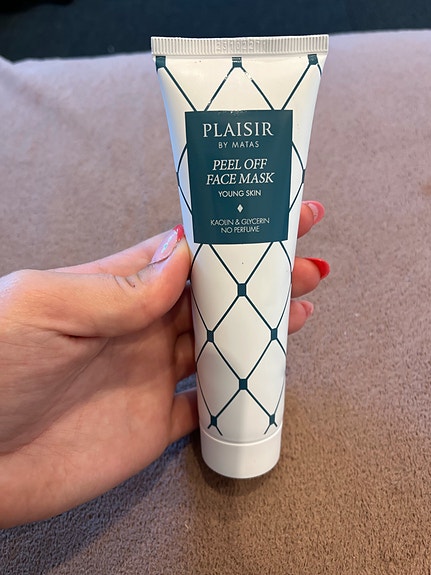 PLAISIR
BY MATAS
PEEL OFF
FACE MASK
YOUNG SKIN
KAOLIN & GLYCERIN
NO PERFUME